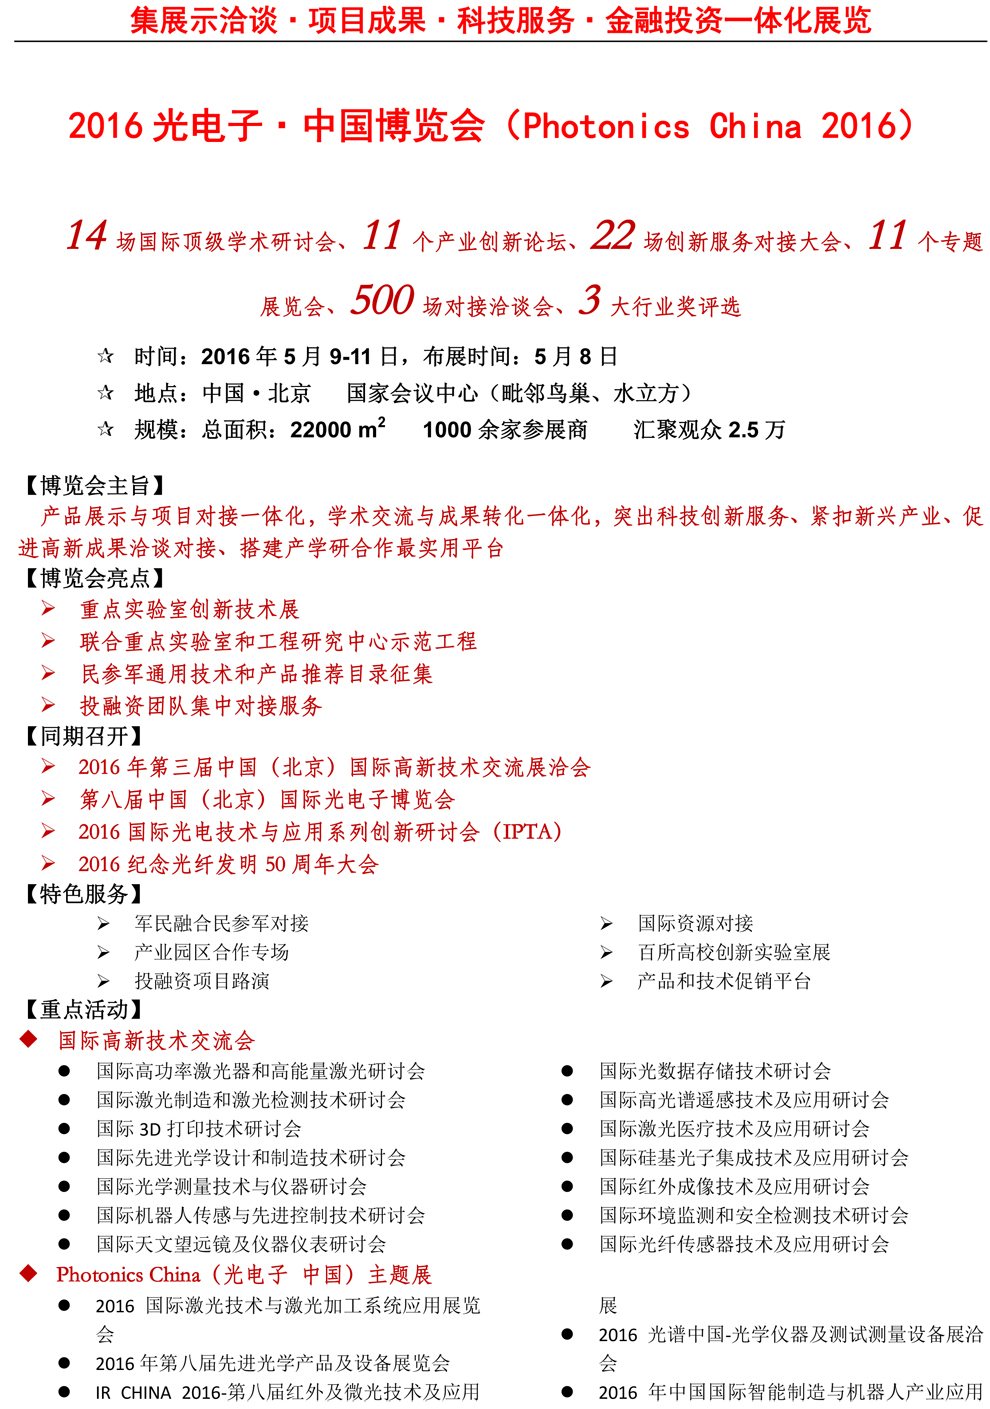 集展示洽谈·项目成果·科技服务·金融投资一体化展览
2016光电子·中国博览会（Photonics China 2016）
14 场国际顶级学术研讨会、11 个产业创新论坛、22 场创新服务对接大会、11 个专题
展览会、500 场对接洽谈会、3 大行业奖评选
☆ 时间：2016年5月9-11日，布展时间：5月8日
☆ 地点：中国·北京 国家会议中心（毗邻鸟巢、水立方）
☆ 规模：总面积：22000 m² 1000余家参展商 汇聚观众2.5万
【博览会主旨】
产品展示与项目对接一体化，学术交流与成果转化一体化，突出科技创新服务、紧扣新兴产业、促
进高新成果洽谈对接、搭建产学研合作最实用平台
【博览会亮点】
➢ 重点实验室创新技术展
➢ 联合重点实验室和工程研究中心示范工程
➢ 民参军通用技术和产品推荐目录征集
➢ 投融资团队集中对接服务
【同期召开】
➢ 2016年第三届中国（北京）国际高新技术交流展洽会
➢ 第八届中国（北京）国际光电子博览会
➢ 2016国际光电技术与应用系列创新研讨会（IPTA）
➢ 2016纪念光纤发明50周年大会
【特色服务】
➢ 军民融合民参军对接
➢ 产业园区合作专场
➢ 投融资项目路演
➢ 国际资源对接
➢ 百所高校创新实验室展
➢ 产品和技术促销平台
【重点活动】
◆ 国际高新技术交流会
● 国际高功率激光器和高能量激光研讨会
● 国际激光制造和激光检测技术研讨会
● 国际3D打印技术研讨会
● 国际先进光学设计和制造技术研讨会
● 国际光学测量技术与仪器研讨会
● 国际机器人传感与先进控制技术研讨会
● 国际天文望远镜及仪器仪表研讨会
● 国际光数据存储技术研讨会
● 国际高光谱遥感技术及应用研讨会
● 国际激光医疗技术及应用研讨会
● 国际硅基光子集成技术及应用研讨会
● 国际红外成像技术及应用研讨会
● 国际环境监测和安全检测技术研讨会
● 国际光纤传感器技术及应用研讨会
◆ Photonics China（光电子 中国）主题展
● 2016 国际激光技术与激光加工系统应用展览
会
● 2016年第八届先进光学产品及设备展览会
● IR CHINA 2016-第八届红外及微光技术及应用
展
● 2016 光谱中国-光学仪器及测试测量设备展洽
会
● 2016 年中国国际智能制造与机器人产业应用